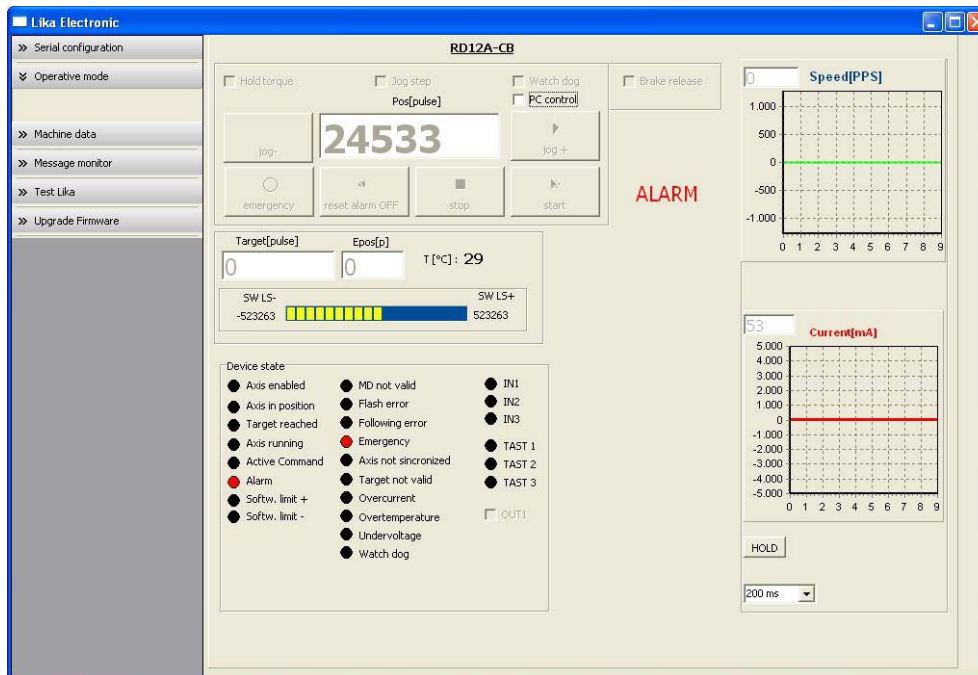 Lika Electronic
Serial configuration
Operative mode
Machine data
Message monitor
Test Lika
Upgrade Firmware
RD12A-CB
Hold torque
Jog step
Watch dog
Brake release
Pos[pulse]
PC control
jog-
24533
jog +
emergency
reset alarm OFF
stop
start
ALARM
Target[pulse]
Epos[p]
0
0
T [°C] : 29
SW LS-
SW LS+
-523263
523263
Device state
Axis enabled
Axis in position
Target reached
Axis running
Active Command
Alarm
Softw. limit +
Softw. limit -
MD not valid
Flash error
Following error
Emergency
Axis not sincronized
Target not valid
Overcurrent
Overtemperature
Undervoltage
Watch dog
IN1
IN2
IN3
TAST 1
TAST 2
TAST 3
OUT1
0
Speed[PPS]
1.000
500
0
-500
-1.000
0 1 2 3 4 5 6 7 8 9
53
Current[mA]
5.000
4.000
3.000
2.000
1.000
0
-1.000
-2.000
-3.000
-4.000
-5.000
0 1 2 3 4 5 6 7 8 9
HOLD
200 ms